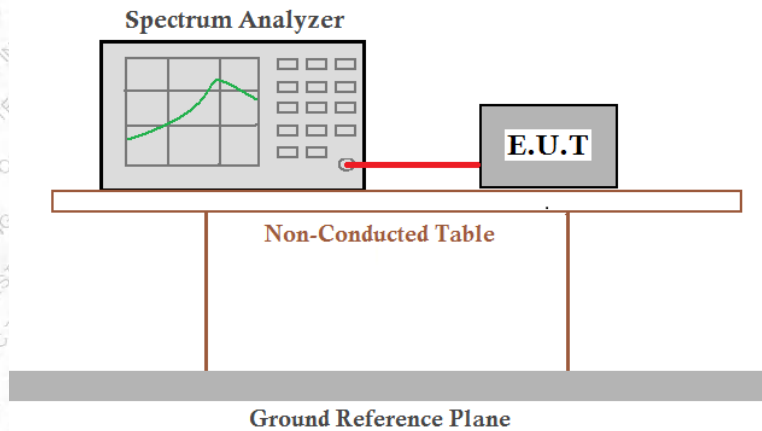 Spectrum Analyzer
E.U.T
Non-Conducted Table
Ground Reference Plane